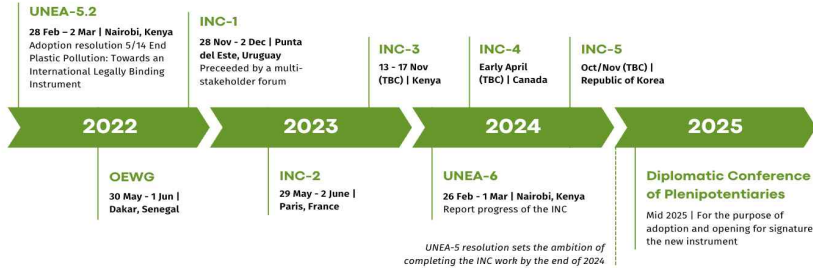 UNEA-5.2
28 Feb – 2 Mar | Nairobi, Kenya
Adoption resolution 5/14 End
Plastic Pollution: Towards an
International Legally Binding
Instrument
INC-1
28 Nov - 2 Dec | Punta
del Este, Uruguay
Preceeded by a multi-
stakeholder forum
INC-3
13 - 17 Nov
(TBC) | Kenya
INC-4
Early April
(TBC) | Canada
INC-5
Oct/Nov (TBC) |
Republic of Korea
2022
2023
2024
2025
OEWG
30 May - 1 Jun |
Dakar, Senegal
INC-2
29 May - 2 June |
Paris, France
UNEA-6
26 Feb - 1 Mar | Nairobi, Kenya
Report progress of the INC
Diplomatic Conference
of Plenipotentiaries
Mid 2025 | For the purpose of
adoption and opening for signature
the new instrument
UNEA-5 resolution sets the ambition of
completing the INC work by the end of 2024